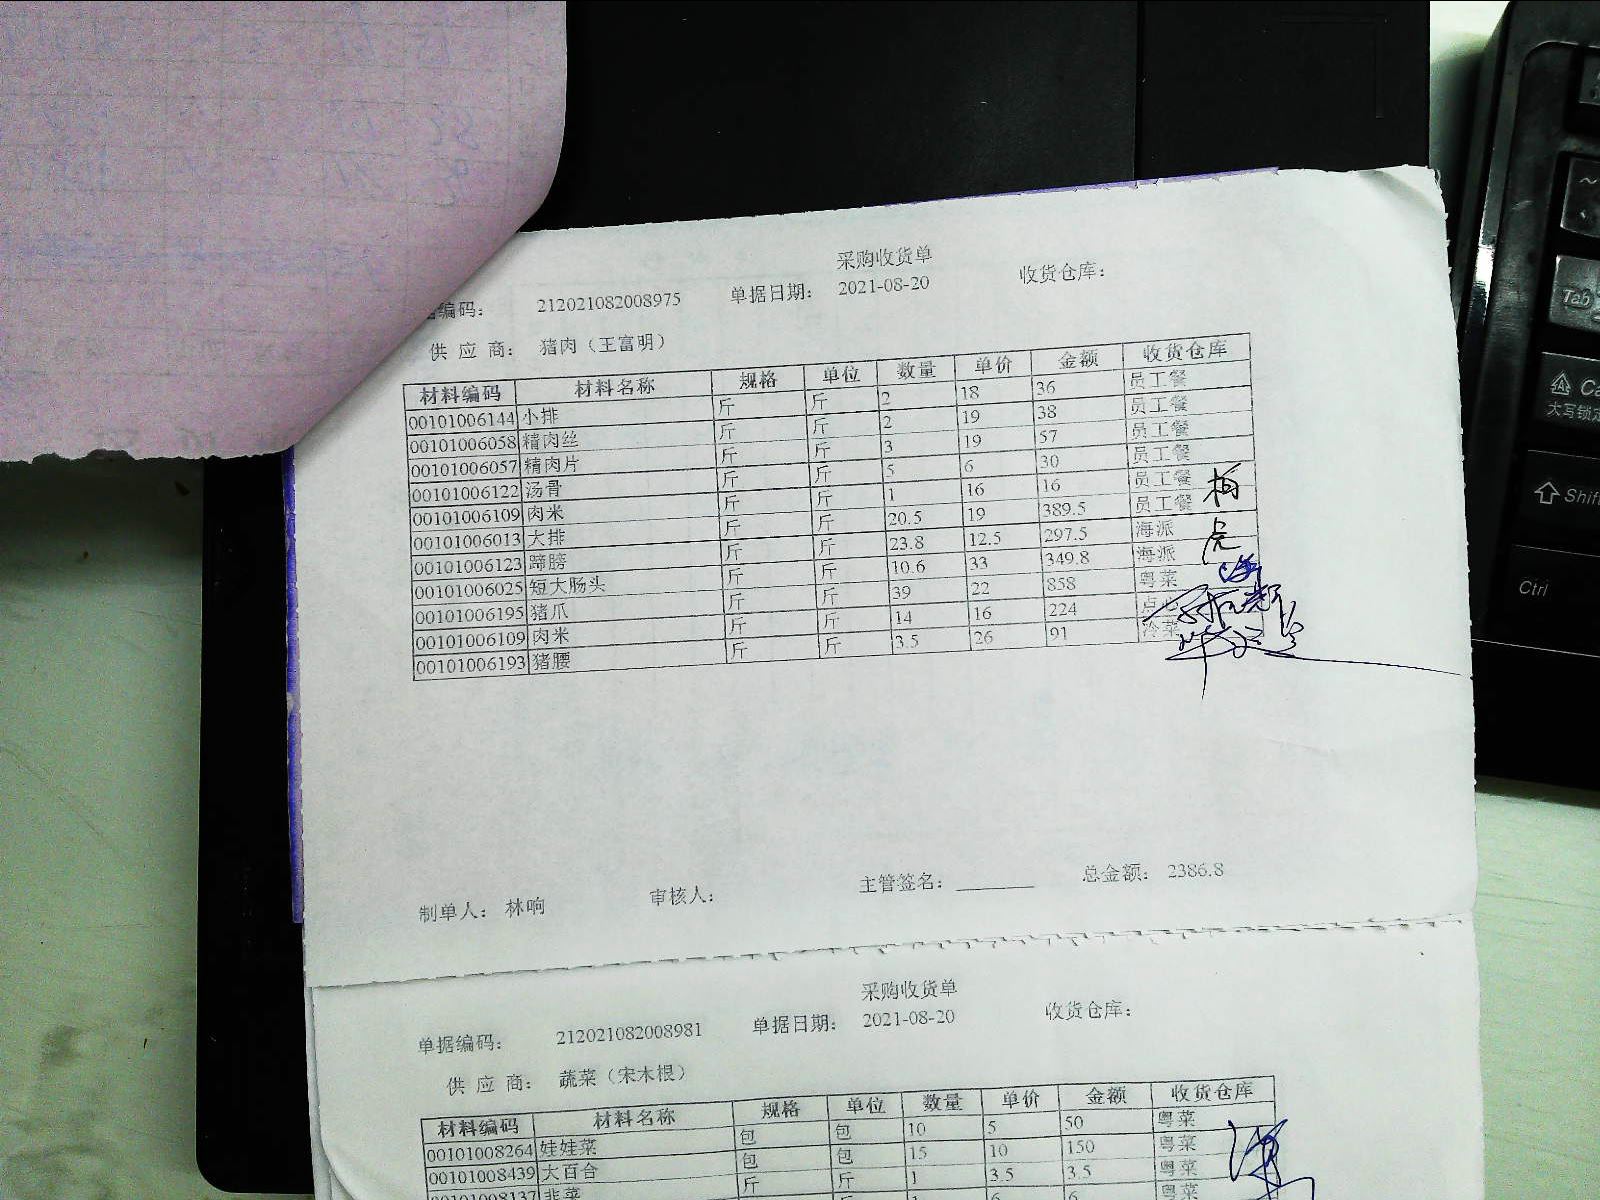 采购收货单
编码： 212021082008975 单据日期： 2021-08-20 收货仓库：
供 应 商： 猪肉（王富明）
材料编码 材料名称 规格 单位 数量 单价 金额 收货仓库
00101006144 小排 斤 斤 2 18 36 员工餐
00101006058 精肉丝 斤 斤 2 19 38 员工餐
00101006057 精肉片 斤 斤 3 19 57 员工餐
00101006122 汤骨 斤 斤 5 6 30 员工餐
00101006109 肉米 斤 斤 1 16 16 员工餐
00101006013 大排 斤 斤 20.5 19 389.5 员工餐
00101006123 蹄膀 斤 斤 23.8 12.5 297.5 海派
00101006025 短大肠头 斤 斤 10.6 33 349.8 海派
00101006195 猪爪 斤 斤 39 22 858 粤菜
00101006109 肉米 斤 斤 14 16 224 点心
00101006193 猪腰 斤 斤 3.5 26 91 冷菜
制单人： 林响 审核人： 主管签名： 总金额： 2386.8
采购收货单
单据编码： 212021082008981 单据日期： 2021-08-20 收货仓库：
供 应 商： 蔬菜（宋木根）
材料编码 材料名称 规格 单位 数量 单价 金额 收货仓库
00101008264 娃娃菜 包 包 10 5 50 粤菜
00101008439 大百合 包 包 15 10 150 粤菜
00101008137 韭菜 斤 斤 1 3.5 3.5 粤菜
Tab
大写锁定
Shift
Ctrl